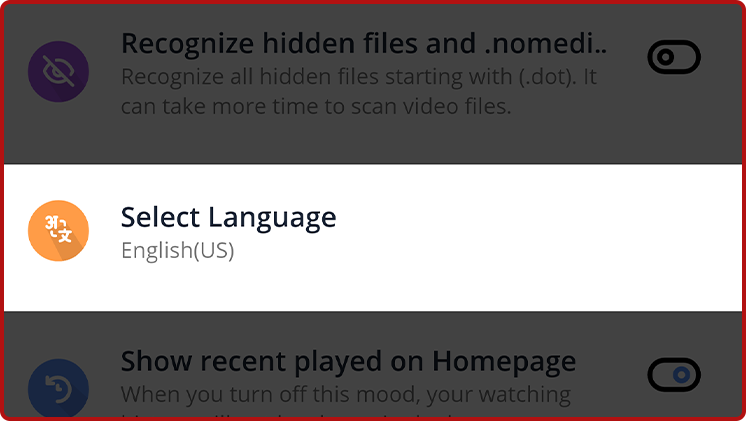 Recognize hidden files and .nomedi..
Recognize all hidden files starting with (.dot). It
can take more time to scan video files.
अ 文
Select Language
English(US)
Show recent played on Homepage
When you turn off this mood, your watching